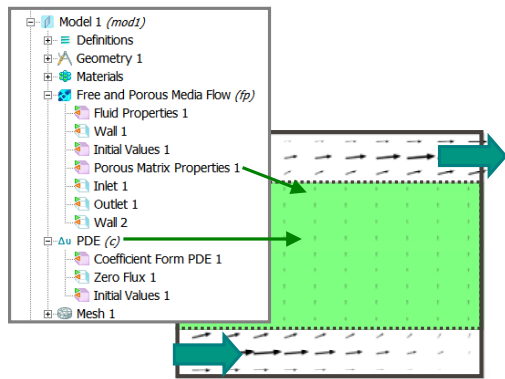 Model 1 (mod1)
Definitions
Geometry 1
Materials
Free and Porous Media Flow (fp)
Fluid Properties 1
Wall 1
Initial Values 1
Porous Matrix Properties 1
Inlet 1
Outlet 1
Wall 2
Δu PDE (c)
Coefficient Form PDE 1
Zero Flux 1
Initial Values 1
Mesh 1